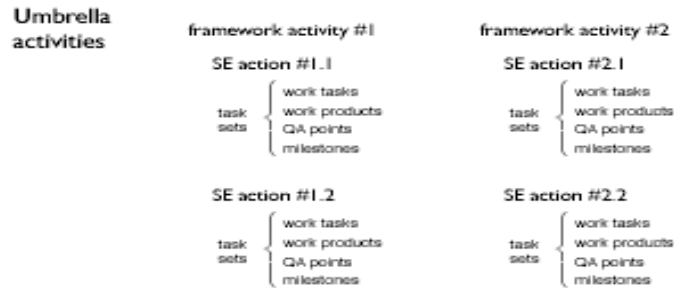 Umbrella
activities
framework activity #1
SE action #1.1
task
sets
work tasks
work products
QA points
milestones
SE action #1.2
task
sets
work tasks
work products
QA points
milestones
framework activity #2
SE action #2.1
task
sets
work tasks
work products
QA points
milestones
SE action #2.2
task
sets
work tasks
work products
QA points
milestones